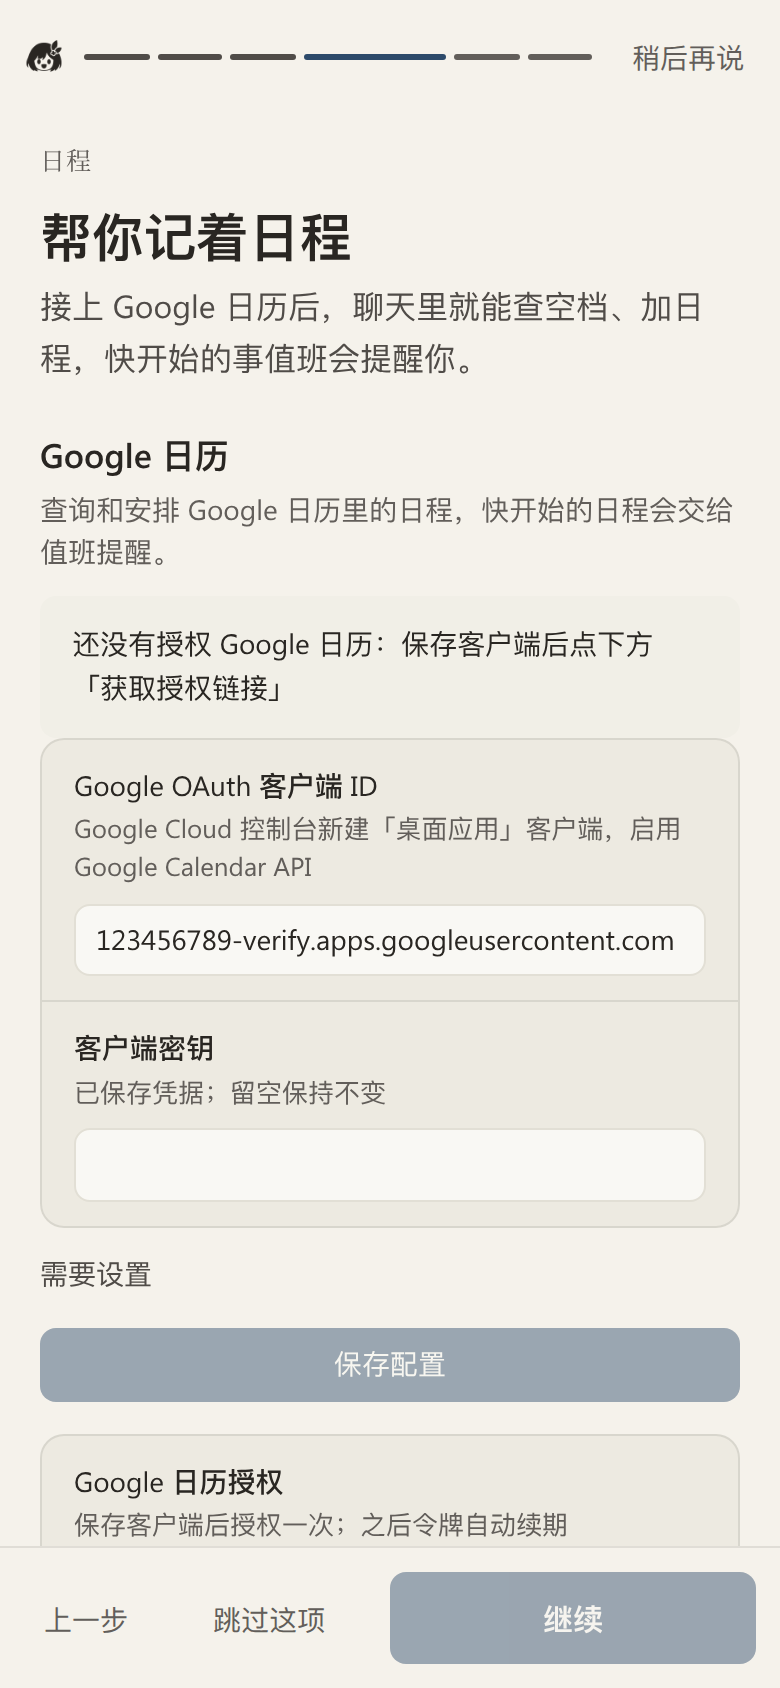 稍后再说
日程
帮你记着日程
接上 Google 日历后，聊天里就能查空档、加日
程，快开始的事值班会提醒你。
Google 日历
查询和安排 Google 日历里的日程，快开始的日程会交给
值班提醒。
还没有授权 Google 日历：保存客户端后点下方
「获取授权链接」
Google OAuth 客户端 ID
Google Cloud 控制台新建「桌面应用」客户端，启用
Google Calendar API
123456789-verify.apps.googleusercontent.com
客户端密钥
已保存凭据；留空保持不变
需要设置
保存配置
Google 日历授权
保存客户端后授权一次；之后令牌自动续期
上一步
跳过这项
继续